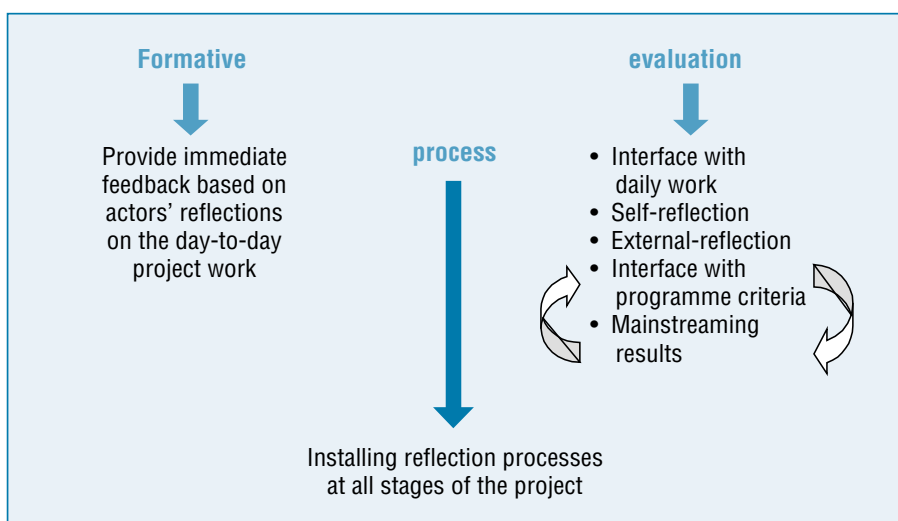 Formative
Provide immediate
feedback based on
actors' reflections
on the day-to-day
project work
process
Installing reflection processes
at all stages of the project
evaluation
• Interface with
daily work
• Self-reflection
• External-reflection
• Interface with
programme criteria
• Mainstreaming
results